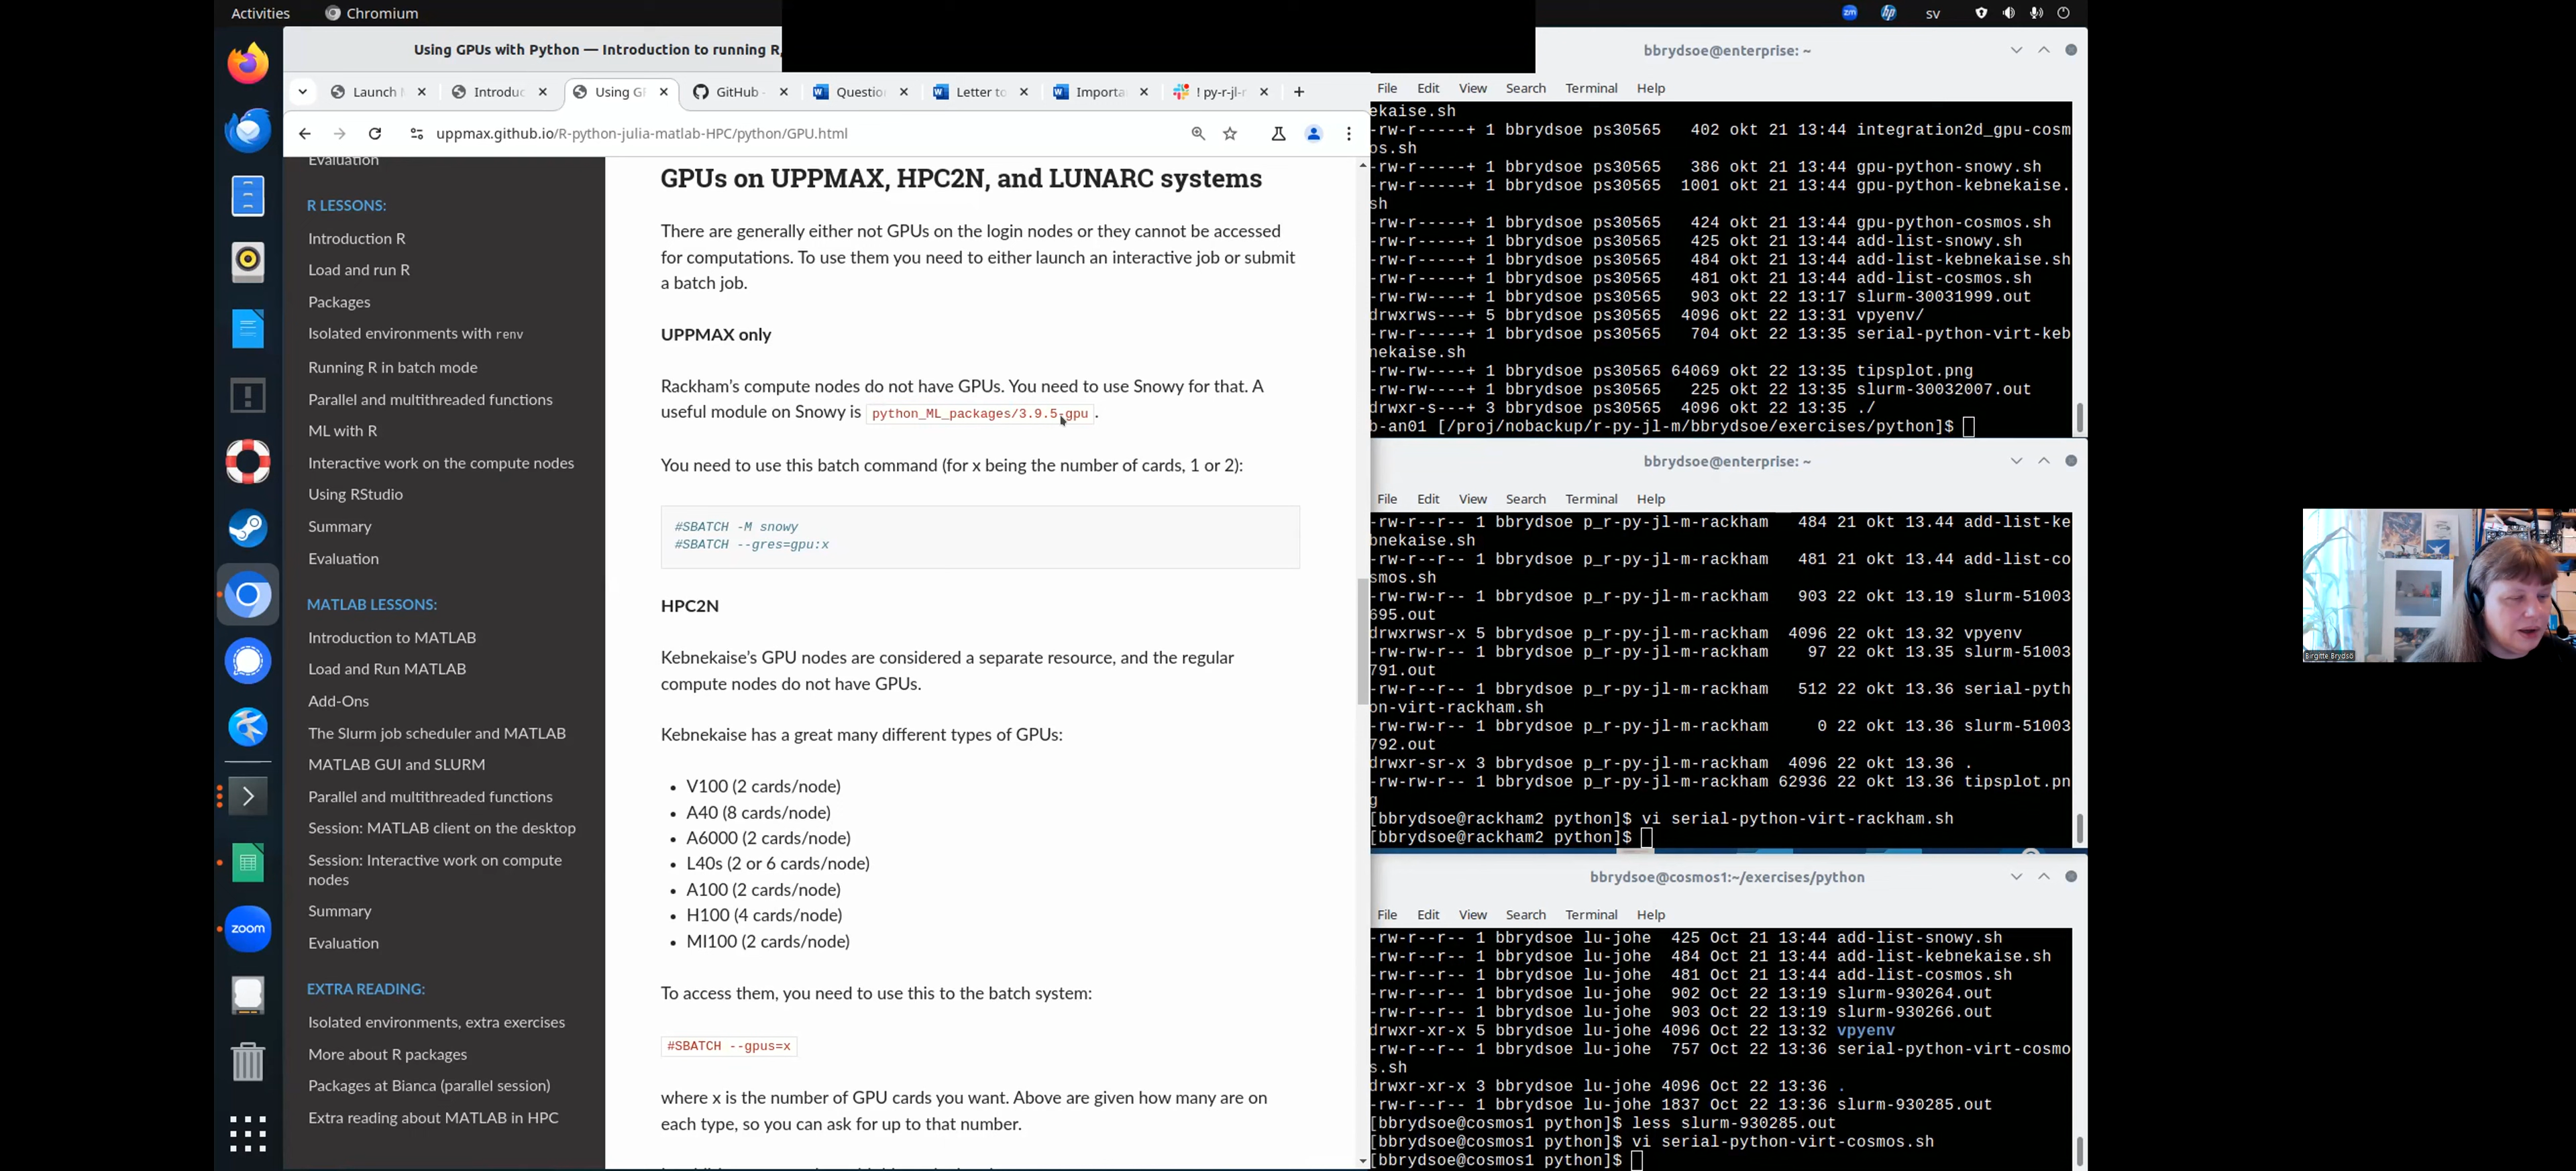 Activities
Chromium
sv
Using GPUs with Python — Introduction to running R,
Launch
Introduc
Using GF
GitHub -
Question
Letter to
Importa
! py-r-jl-r
uppmax.github.io/R-python-julia-matlab-HPC/python/GPU.html
Evaluation
R LESSONS:
Introduction R
Load and run R
Packages
Isolated environments with renv
Running R in batch mode
Parallel and multithreaded functions
ML with R
Interactive work on the compute nodes
Using RStudio
Summary
Evaluation
MATLAB LESSONS:
Introduction to MATLAB
Load and Run MATLAB
Add-Ons
The Slurm job scheduler and MATLAB
MATLAB GUI and SLURM
Parallel and multithreaded functions
Session: MATLAB client on the desktop
Session: Interactive work on compute
nodes
Summary
Evaluation
EXTRA READING:
Isolated environments, extra exercises
More about R packages
Packages at Bianca (parallel session)
Extra reading about MATLAB in HPC
zoom
GPUs on UPPMAX, HPC2N, and LUNARC systems
There are generally either not GPUs on the login nodes or they cannot be accessed
for computations. To use them you need to either launch an interactive job or submit
a batch job.
UPPMAX only
Rackham's compute nodes do not have GPUs. You need to use Snowy for that. A
useful module on Snowy is python_ML_packages/3.9.5-gpu .
You need to use this batch command (for x being the number of cards, 1 or 2):
#SBATCH -M snowy
#SBATCH --gres=gpu:x
HPC2N
Kebnekaise's GPU nodes are considered a separate resource, and the regular
compute nodes do not have GPUs.
Kebnekaise has a great many different types of GPUs:
• V100 (2 cards/node)
• A40 (8 cards/node)
• A6000 (2 cards/node)
• L40s (2 or 6 cards/node)
• A100 (2 cards/node)
• H100 (4 cards/node)
• MI100 (2 cards/node)
To access them, you need to use this to the batch system:
#SBATCH --gpus=x
where x is the number of GPU cards you want. Above are given how many are on
each type, so you can ask for up to that number.
bbrydsoe@enterprise: ~
File Edit View Search Terminal Help
ekaise.sh
-rw-r-----+ 1 bbrydsoe ps30565 402 okt 21 13:44 integration2d_gpu-cosm
os.sh
-rw-r-----+ 1 bbrydsoe ps30565 386 okt 21 13:44 gpu-python-snowy.sh
-rw-r-----+ 1 bbrydsoe ps30565 1001 okt 21 13:44 gpu-python-kebnekaise.
sh
-rw-r-----+ 1 bbrydsoe ps30565 424 okt 21 13:44 gpu-python-cosmos.sh
-rw-r-----+ 1 bbrydsoe ps30565 425 okt 21 13:44 add-list-snowy.sh
-rw-r-----+ 1 bbrydsoe ps30565 484 okt 21 13:44 add-list-kebnekaise.sh
-rw-r-----+ 1 bbrydsoe ps30565 481 okt 21 13:44 add-list-cosmos.sh
-rw-rw----+ 1 bbrydsoe ps30565 903 okt 22 13:17 slurm-30031999.out
drwxrws---+ 5 bbrydsoe ps30565 4096 okt 22 13:31 vpyenv/
-rw-rw----+ 1 bbrydsoe ps30565 704 okt 22 13:35 serial-python-virt-keb
nekaise.sh
-rw-rw----+ 1 bbrydsoe ps30565 64069 okt 22 13:35 tipsplot.png
-rw-rw----+ 1 bbrydsoe ps30565 225 okt 22 13:35 slurm-30032007.out
drwxr-s---+ 3 bbrydsoe ps30565 4096 okt 22 13:35 ./
b-an01 [/proj/nobackup/r-py-jl-m/bbrydsoe/exercises/python]$
bbrydsoe@enterprise: ~
File Edit View Search Terminal Help
-rw-r--r-- 1 bbrydsoe p_r-py-jl-m-rackham 484 21 okt 13.44 add-list-ke
bnekaise.sh
-rw-r--r-- 1 bbrydsoe p_r-py-jl-m-rackham 481 21 okt 13.44 add-list-co
smos.sh
-rw-rw-r-- 1 bbrydsoe p_r-py-jl-m-rackham 903 22 okt 13.19 slurm-51003
695.out
drwxrwsr-x 5 bbrydsoe p_r-py-jl-m-rackham 4096 22 okt 13.32 vpyenv
-rw-rw-r-- 1 bbrydsoe p_r-py-jl-m-rackham 97 22 okt 13.35 slurm-51003
791.out
-rw-r--r-- 1 bbrydsoe p_r-py-jl-m-rackham 512 22 okt 13.36 serial-pyth
on-virt-rackham.sh
-rw-rw-r-- 1 bbrydsoe p_r-py-jl-m-rackham 0 22 okt 13.36 slurm-51003
792.out
drwxr-sr-x 3 bbrydsoe p_r-py-jl-m-rackham 4096 22 okt 13.36 .
-rw-rw-r-- 1 bbrydsoe p_r-py-jl-m-rackham 62936 22 okt 13.36 tipsplot.pn
g
[bbrydsoe@rackham2 python]$ vi serial-python-virt-rackham.sh
[bbrydsoe@rackham2 python]$
bbrydsoe@cosmos1:~/exercises/python
File Edit View Search Terminal Help
-rw-r--r-- 1 bbrydsoe lu-johe 425 Oct 21 13:44 add-list-snowy.sh
-rw-r--r-- 1 bbrydsoe lu-johe 484 Oct 21 13:44 add-list-kebnekaise.sh
-rw-r--r-- 1 bbrydsoe lu-johe 481 Oct 21 13:44 add-list-cosmos.sh
-rw-r--r-- 1 bbrydsoe lu-johe 902 Oct 22 13:19 slurm-930264.out
-rw-r--r-- 1 bbrydsoe lu-johe 903 Oct 22 13:19 slurm-930266.out
drwxr-xr-x 5 bbrydsoe lu-johe 4096 Oct 22 13:32 vpyenv
-rw-r--r-- 1 bbrydsoe lu-johe 757 Oct 22 13:36 serial-python-virt-cosmo
s.sh
drwxr-xr-x 3 bbrydsoe lu-johe 4096 Oct 22 13:36 .
-rw-r--r-- 1 bbrydsoe lu-johe 1837 Oct 22 13:36 slurm-930285.out
[bbrydsoe@cosmos1 python]$ less slurm-930285.out
[bbrydsoe@cosmos1 python]$ vi serial-python-virt-cosmos.sh
[bbrydsoe@cosmos1 python]$
Birgitte Brydsö